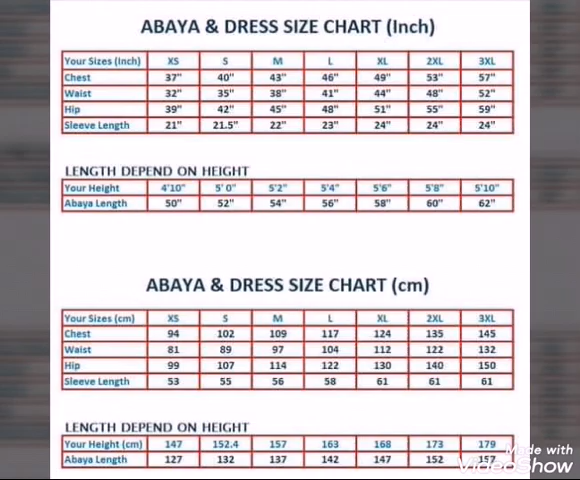 ABAYA & DRESS SIZE CHART (Inch)
Your Sizes (Inch) XS S M L XL 2XL 3XL
Chest 37" 40" 43" 46" 49" 53" 57"
Waist 32" 35" 38" 41" 44" 48" 52"
Hip 39" 42" 45" 48" 51" 55" 59"
Sleeve Length 21" 21.5" 22" 23" 24" 24" 24"
LENGTH DEPEND ON HEIGHT
Your Height 4'10" 5' 0" 5'2" 5'4" 5'6" 5'8" 5'10"
Abaya Length 50" 52" 54" 56" 58" 60" 62"
ABAYA & DRESS SIZE CHART (cm)
Your Sizes (cm) XS S M L XL 2XL 3XL
Chest 94 102 109 117 124 135 145
Waist 81 89 97 104 112 122 132
Hip 99 107 114 122 130 140 150
Sleeve Length 53 55 56 58 61 61 61
LENGTH DEPEND ON HEIGHT
Your Height (cm) 147 152.4 157 163 168 173 179
Abaya Length 127 132 137 142 147 152 157
Made with
VideoShow